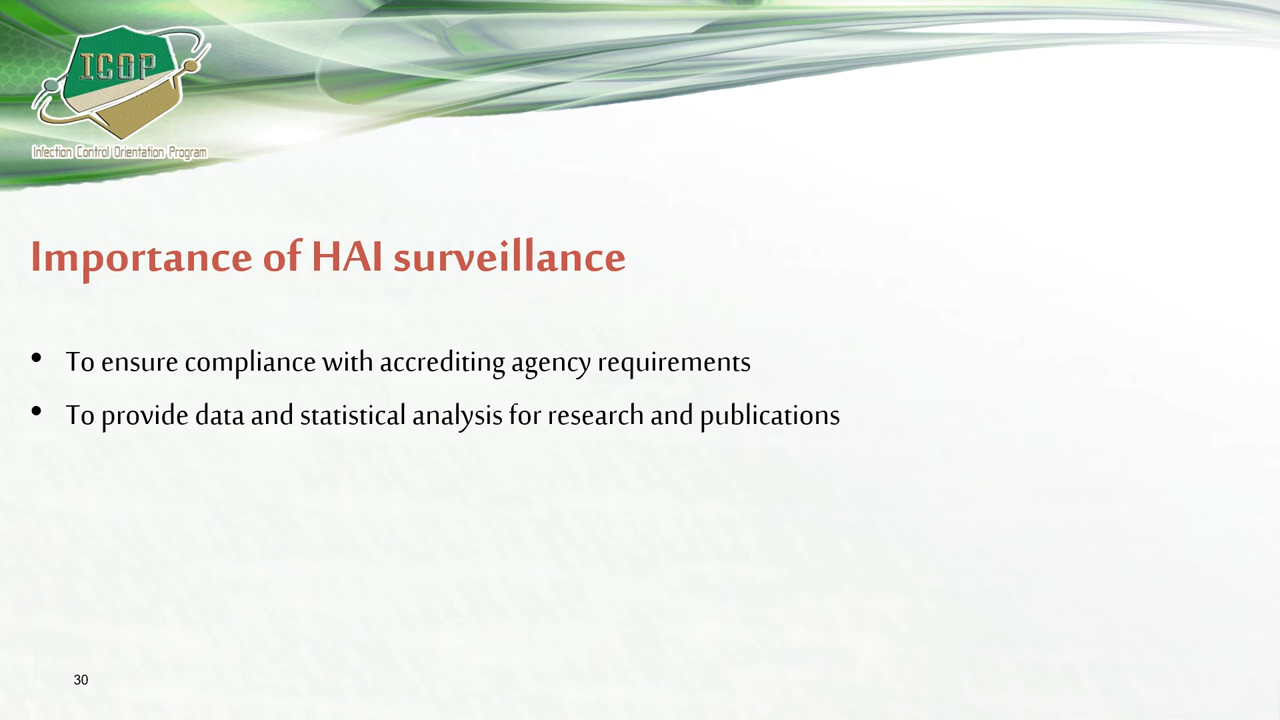 ICOP
Infection Control Orientation Program
Importance of HAI surveillance
• To ensure compliance with accrediting agency requirements
• To provide data and statistical analysis for research and publications
30